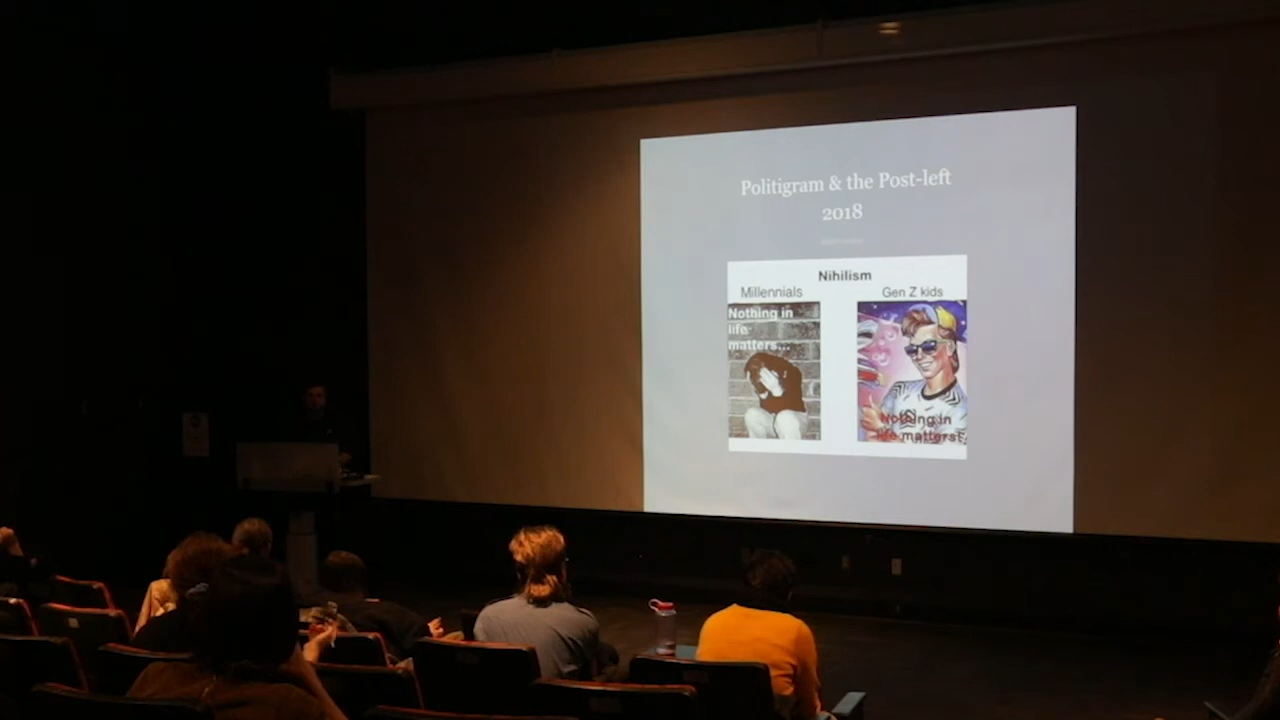 Politigram & the Post-left
2018
Nihilism
Millennials
Gen Z kids
Nothing in
life
matters...
Nothing in
life matters!